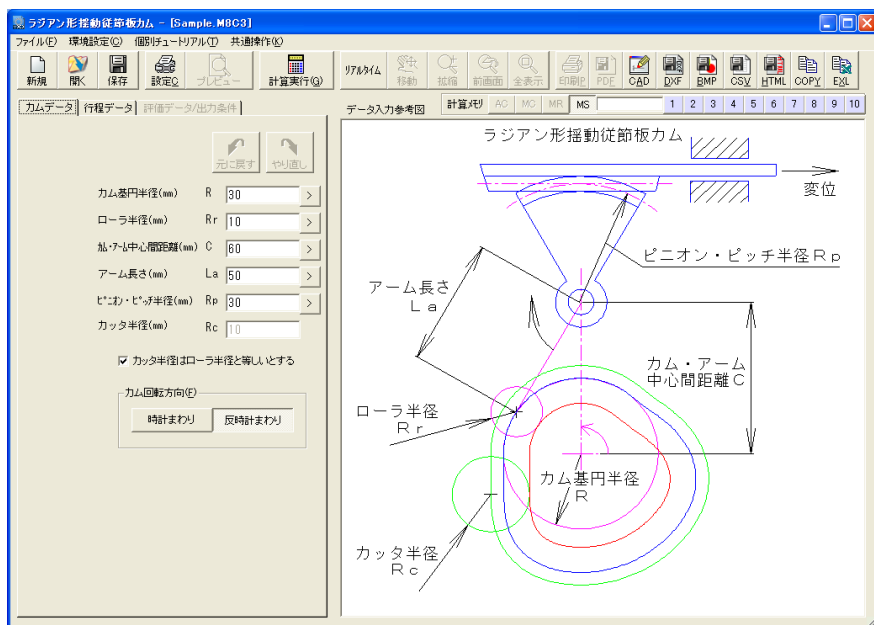 ラジアン形揺動従節板カム - [Sample.M8C3]
ファイル(F) 環境設定(C) 個別チュートリアル(T) 共通操作(K)
新規 開く 保存 設定C プレビュー 計算実行(G) リアルタイム 移動 拡縮 前画面 全表示 印刷P PDF CAD DXF BMP CSV HTML COPY EXL
カムデータ 行程データ 評価データ/出力条件
データ入力参考図 計算メモリ AC MC MR MS 1 2 3 4 5 6 7 8 9 10
元に戻す やり直し
カム基円半径(mm) R 30 >
ローラ半径(mm) Rr 10 >
カム・アーム中心間距離(mm) C 60 >
アーム長さ(mm) La 50 >
ピニオン・ピッチ半径(mm) Rp 30 >
カッタ半径(mm) Rc 10
カッタ半径はローラ半径と等しいとする
カム回転方向(F)
時計まわり 反時計まわり
ラジアン形揺動従節板カム
変位
ピニオン・ピッチ半径Rp
アーム長さ
La
カム・アーム
中心間距離C
ローラ半径
Rr
カム基円半径
R
カッタ半径
Rc